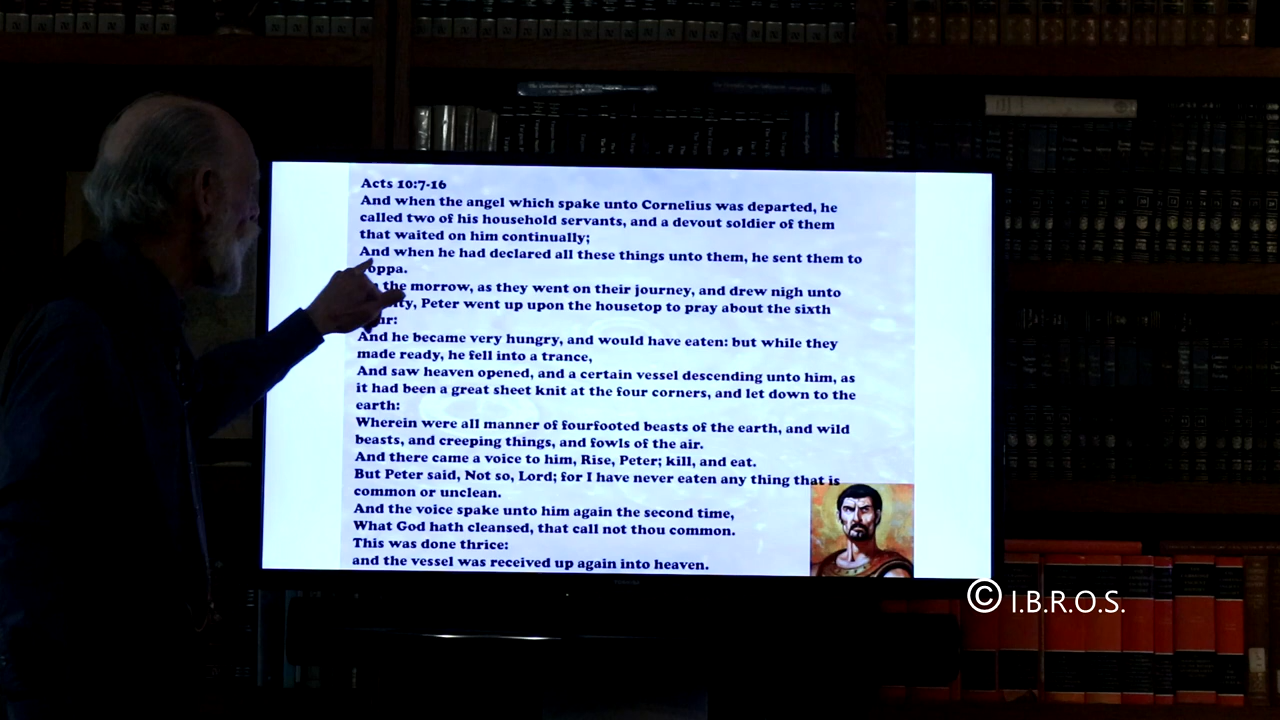 Acts 10:7-16
And when the angel which spake unto Cornelius was departed, he
called two of his household servants, and a devout soldier of them
that waited on him continually;
And when he had declared all these things unto them, he sent them to
oppa.
the morrow, as they went on their journey, and drew nigh unto
Peter went up upon the housetop to pray about the sixth
And he became very hungry, and would have eaten: but while they
made ready, he fell into a trance,
And saw heaven opened, and a certain vessel descending unto him, as
it had been a great sheet knit at the four corners, and let down to the
earth:
Wherein were all manner of fourfooted beasts of the earth, and wild
beasts, and creeping things, and fowls of the air.
And there came a voice to him, Rise, Peter; kill, and eat.
But Peter said, Not so, Lord; for I have never eaten any thing that is
common or unclean.
And the voice spake unto him again the second time,
What God hath cleansed, that call not thou common.
This was done thrice:
and the vessel was received up again into heaven.
© I.B.R.O.S.